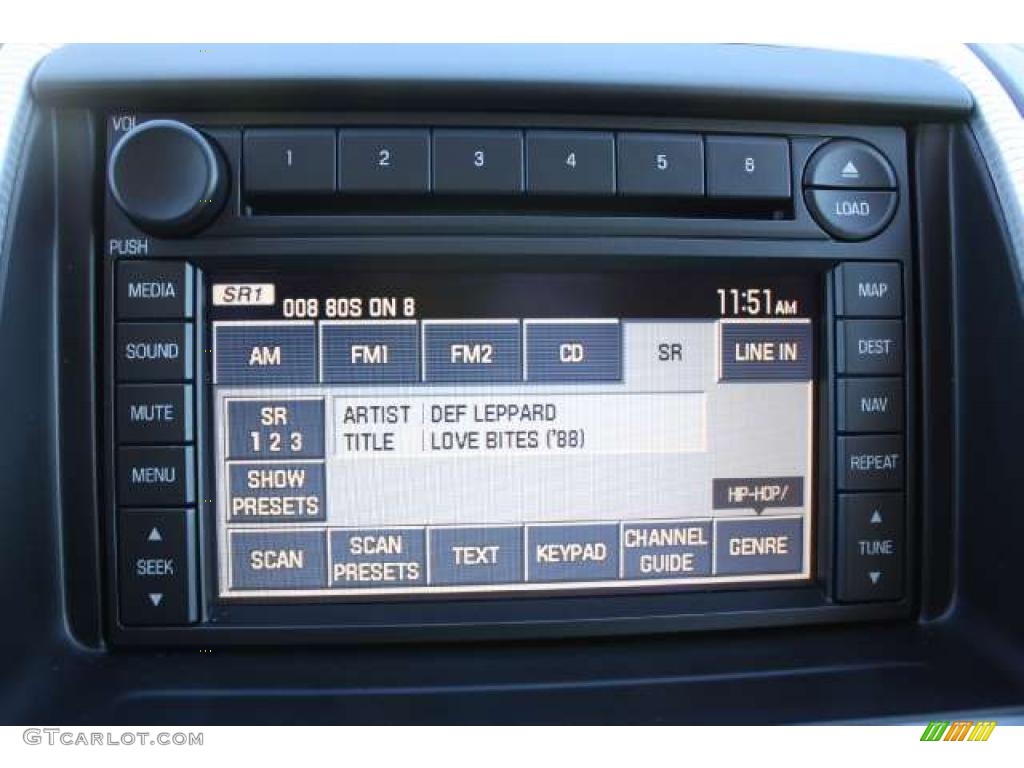 VOL
1 2 3 4 5 6
LOAD
PUSH
MEDIA
SOUND
MUTE
MENU
SEEK
SR1 008 80S ON 8 11:51 AM
AM FM1 FM2 CD SR LINE IN
SR
1 2 3
ARTIST DEF LEPPARD
TITLE LOVE BITES ('88)
SHOW
PRESETS
HIP-HOP/
SCAN
SCAN
PRESETS
TEXT
KEYPAD
CHANNEL
GUIDE
GENRE
MAP
DEST
NAV
REPEAT
TUNE
GTCARLOT.COM